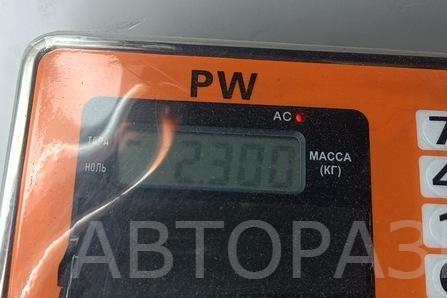 PW
AC
ТАРА
НОЛЬ
2.300
МАССА
(КГ)
7
4
1
АВТОРАЗ